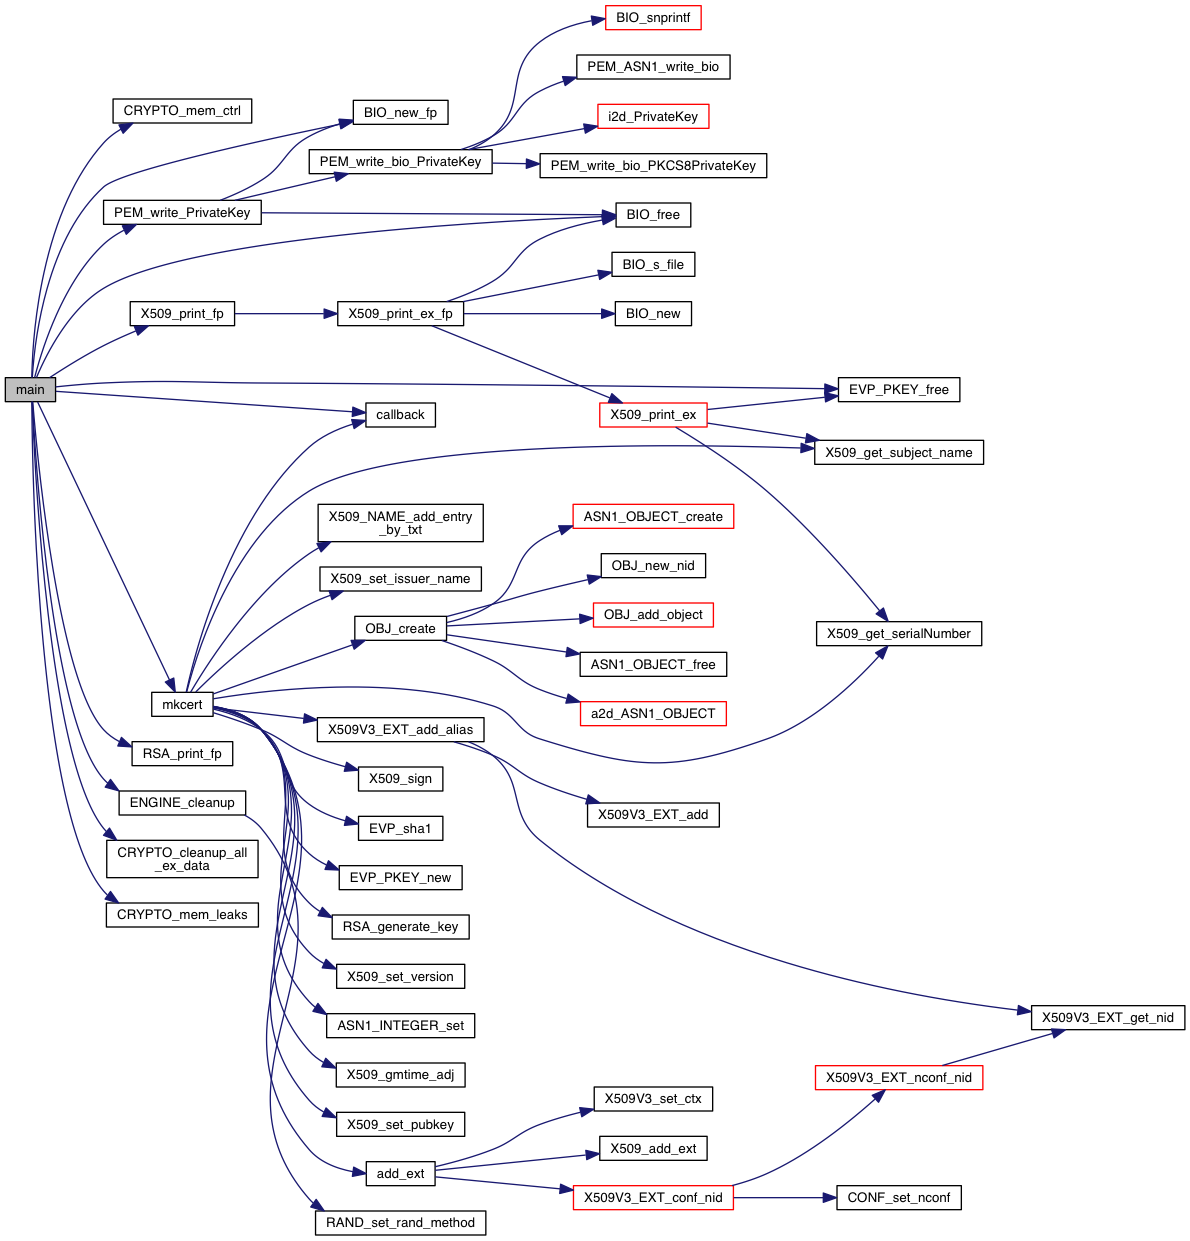 BIO_snprintf
PEM_ASN1_write_bio
CRYPTO_mem_ctrl
BIO_new_fp
i2d_PrivateKey
PEM_write_bio_PrivateKey
PEM_write_bio_PKCS8PrivateKey
PEM_write_PrivateKey
BIO_free
BIO_s_file
X509_print_fp
X509_print_ex_fp
BIO_new
main
EVP_PKEY_free
callback
X509_print_ex
X509_get_subject_name
X509_NAME_add_entry
_by_txt
ASN1_OBJECT_create
X509_set_issuer_name
OBJ_new_nid
OBJ_create
OBJ_add_object
X509_get_serialNumber
ASN1_OBJECT_free
mkcert
a2d_ASN1_OBJECT
X509V3_EXT_add_alias
RSA_print_fp
X509_sign
ENGINE_cleanup
X509V3_EXT_add
EVP_sha1
CRYPTO_cleanup_all
_ex_data
EVP_PKEY_new
CRYPTO_mem_leaks
RSA_generate_key
X509_set_version
ASN1_INTEGER_set
X509V3_EXT_get_nid
X509_gmtime_adj
X509V3_EXT_nconf_nid
X509V3_set_ctx
X509_set_pubkey
X509_add_ext
add_ext
X509V3_EXT_conf_nid
CONF_set_nconf
RAND_set_rand_method